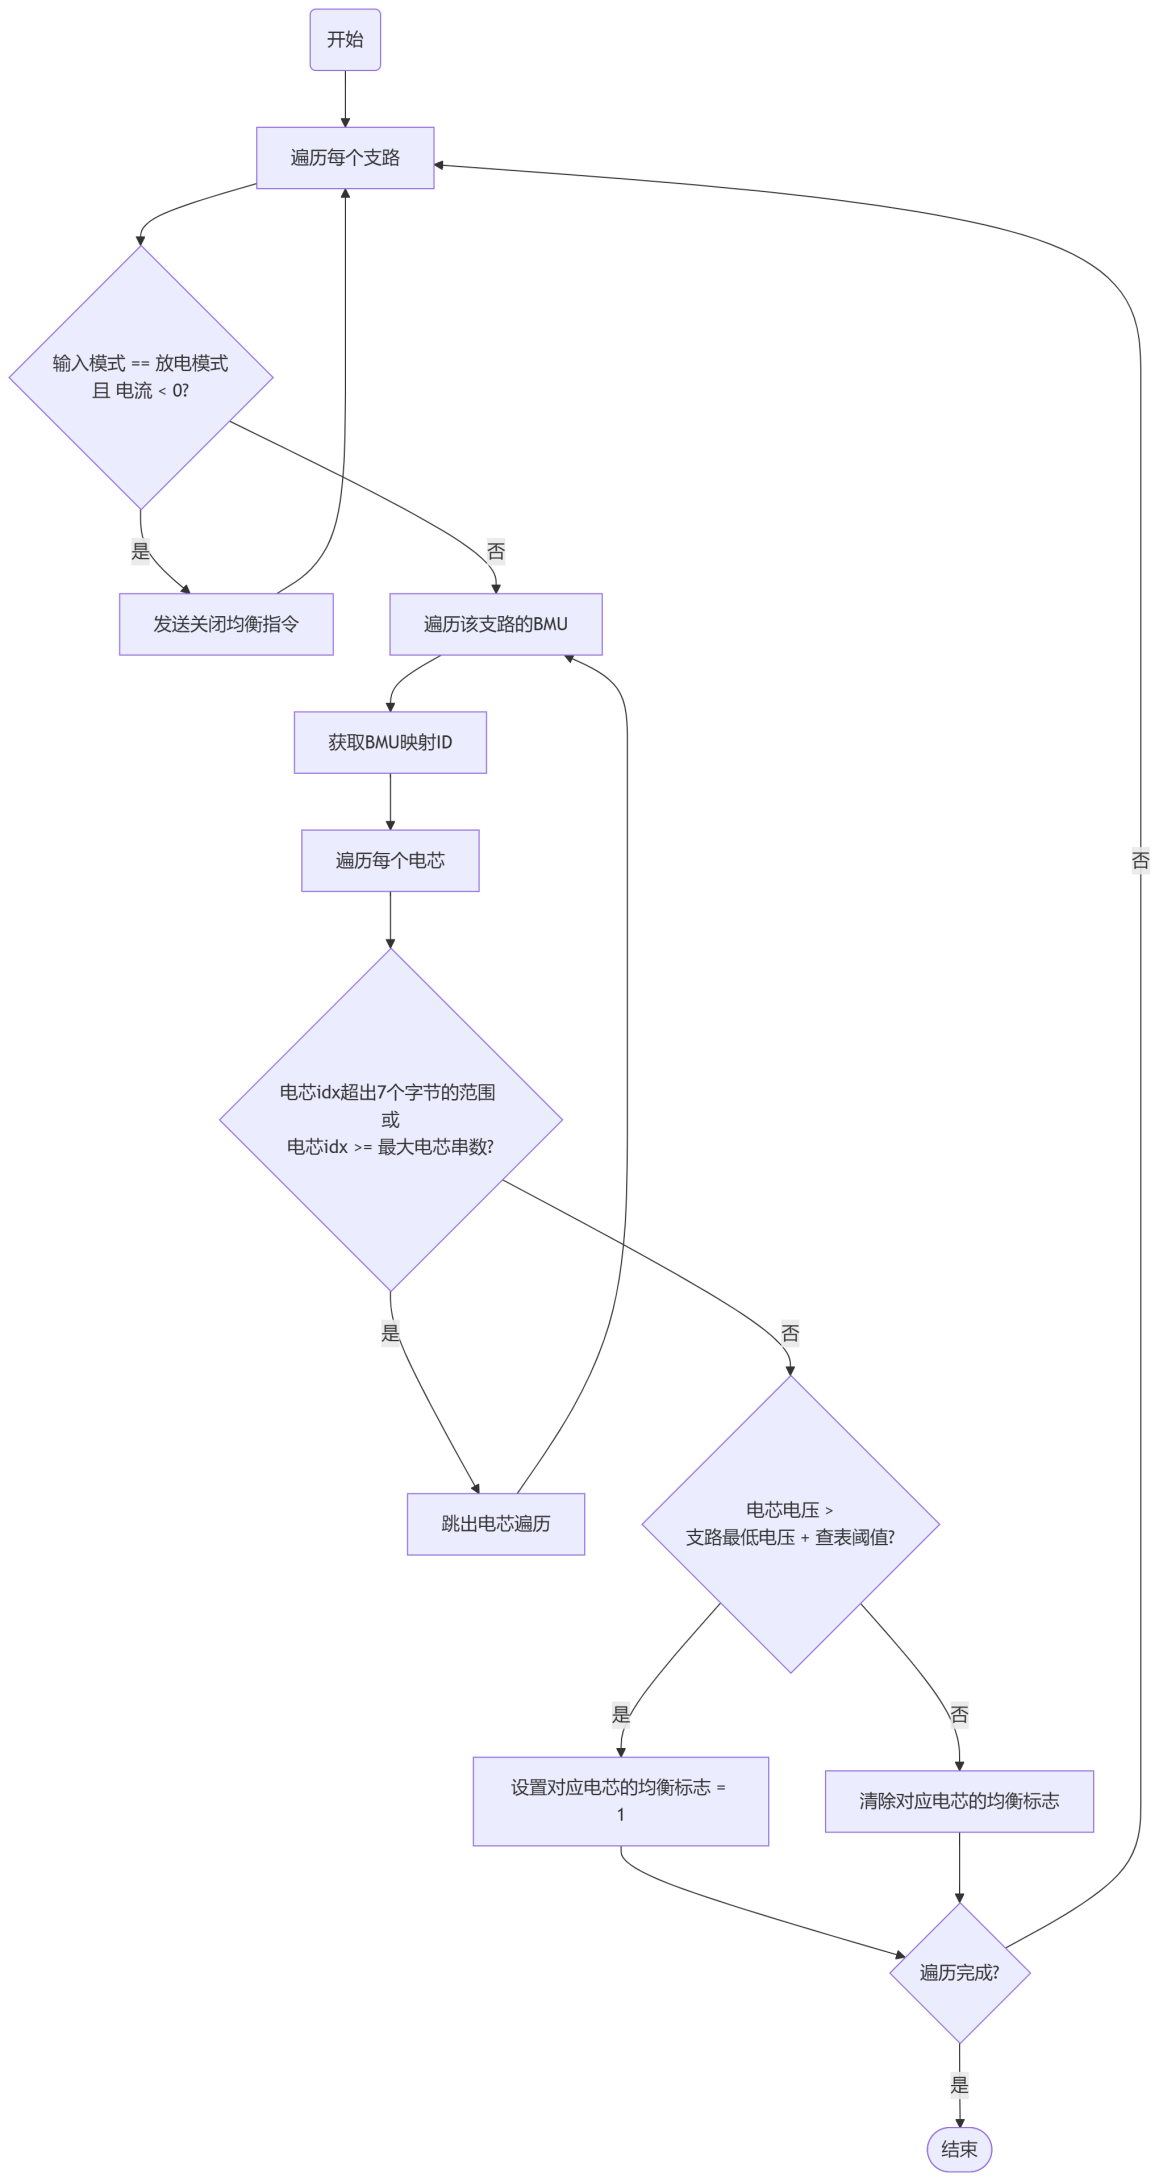 开始
遍历每个支路
输入模式 == 放电模式
且 电流 < 0?
是
否
发送关闭均衡指令
遍历该支路的BMU
获取BMU映射ID
遍历每个电芯
否
电芯idx超出7个字节的范围
或
电芯idx >= 最大电芯串数?
是
否
跳出电芯遍历
电芯电压 >
支路最低电压 + 查表阈值?
是
否
设置对应电芯的均衡标志 =
1
清除对应电芯的均衡标志
遍历完成?
是
结束